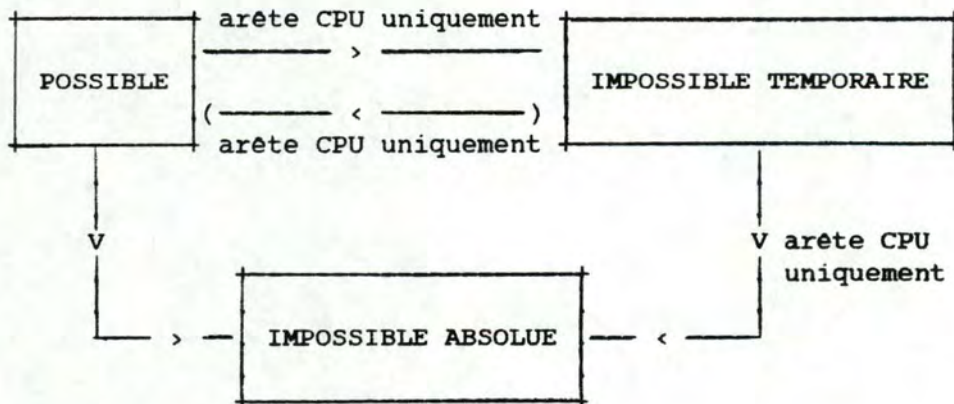 arête CPU uniquement
POSSIBLE
IMPOSSIBLE TEMPORAIRE
arête CPU uniquement
V
V arête CPU
uniquement
IMPOSSIBLE ABSOLUE